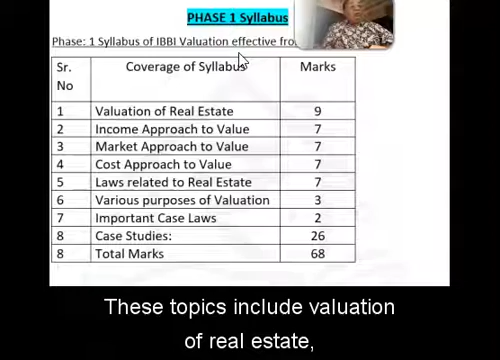 PHASE 1 Syllabus
Phase: 1 Syllabus of IBBI Valuation effective
Sr. No Coverage of Syllabus Marks
1 Valuation of Real Estate 9
2 Income Approach to Value 7
3 Market Approach to Value 7
4 Cost Approach to Value 7
5 Laws related to Real Estate 7
6 Various purposes of Valuation 3
7 Important Case Laws 2
8 Case Studies: 26
8 Total Marks 68
These topics include valuation
of real estate,